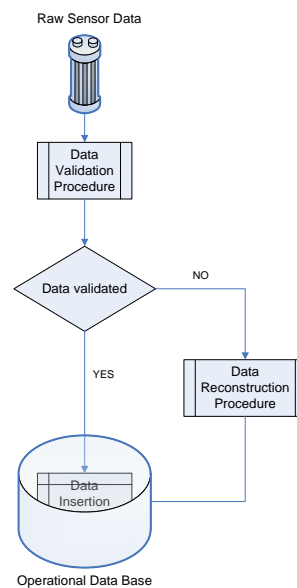 Raw Sensor Data
Data
Validation
Procedure
Data validated
NO
YES
Data
Reconstruction
Procedure
Data
Insertion
Operational Data Base